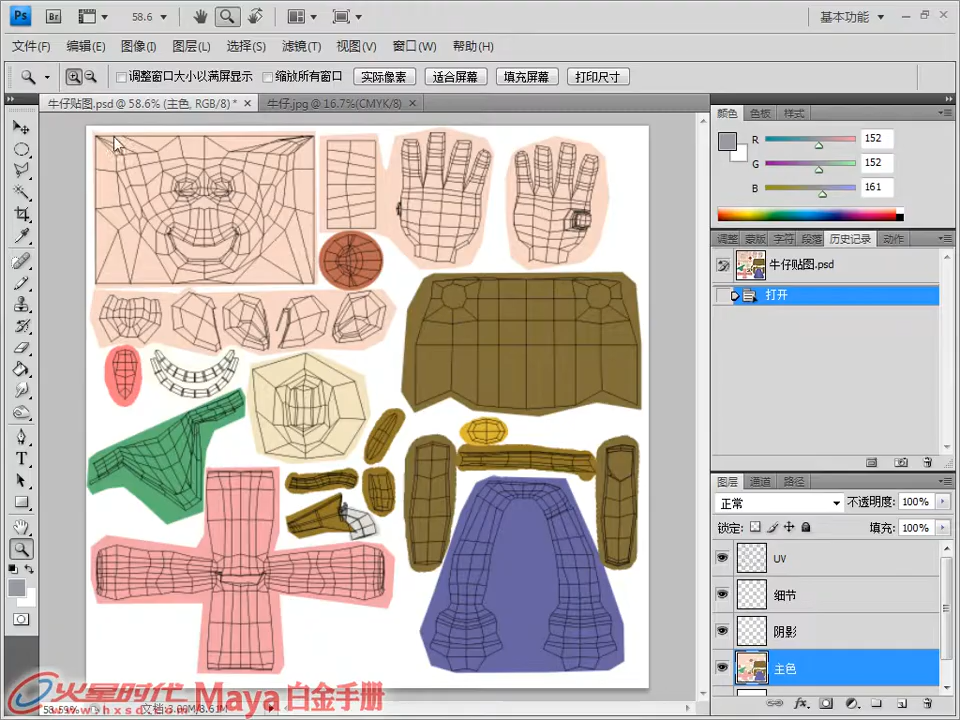 Ps Br 58.6 基本功能
文件(F) 编辑(E) 图像(I) 图层(L) 选择(S) 滤镜(T) 视图(V) 窗口(W) 帮助(H)
调整窗口大小以满屏显示 缩放所有窗口 实际像素 适合屏幕 填充屏幕 打印尺寸
牛仔贴图.psd @ 58.6% (主色, RGB/8) * × 牛仔.jpg @ 16.7%(CMYK/8) ×
颜色 色板 样式
R 152
G 152
B 161
调整 蒙版 字符 段落 历史记录 动作
牛仔贴图.psd
打开
图层 通道 路径
正常 不透明度: 100%
锁定: 填充: 100%
UV
细节
阴影
主色
火星时代 Maya 白金手册
www.hxsd.com